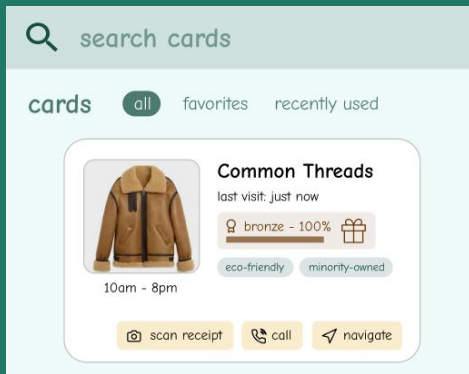 search cards
cards all favorites recently used
Common Threads
last visit: just now
bronze - 100%
eco-friendly minority-owned
10am - 8pm
scan receipt call navigate